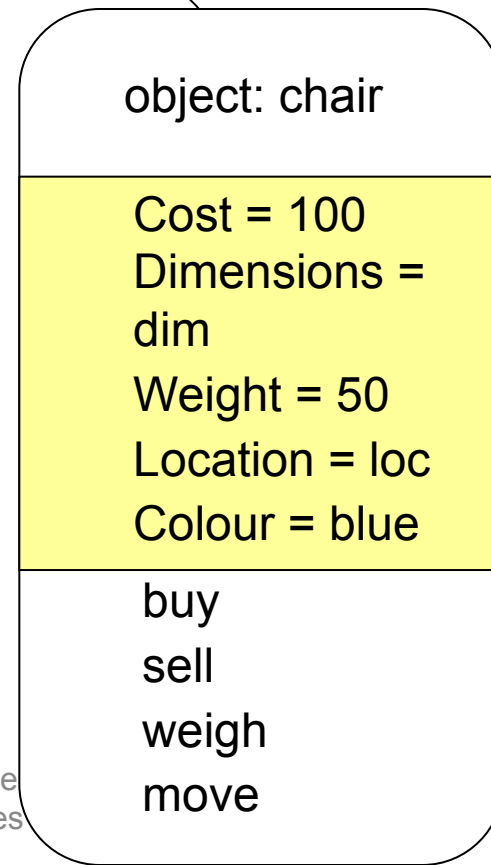 object: chair
Cost = 100
Dimensions =
dim
Weight = 50
Location = loc
Colour = blue
buy
sell
weigh
move